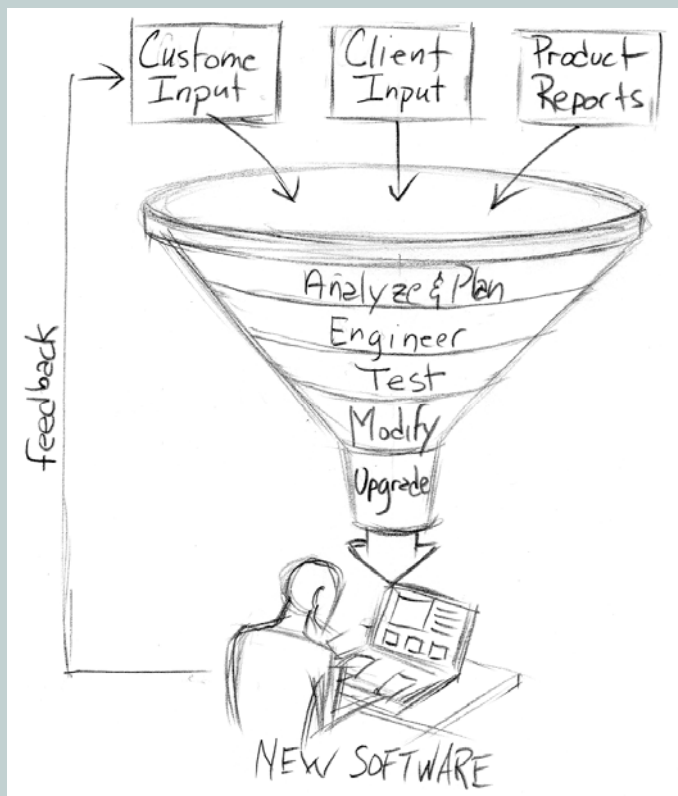 Custome
Input
Client
Input
Product
Reports
Analyze & Plan
Engineer
Test
Modify
Upgrade
feedback
NEW SOFTWARE